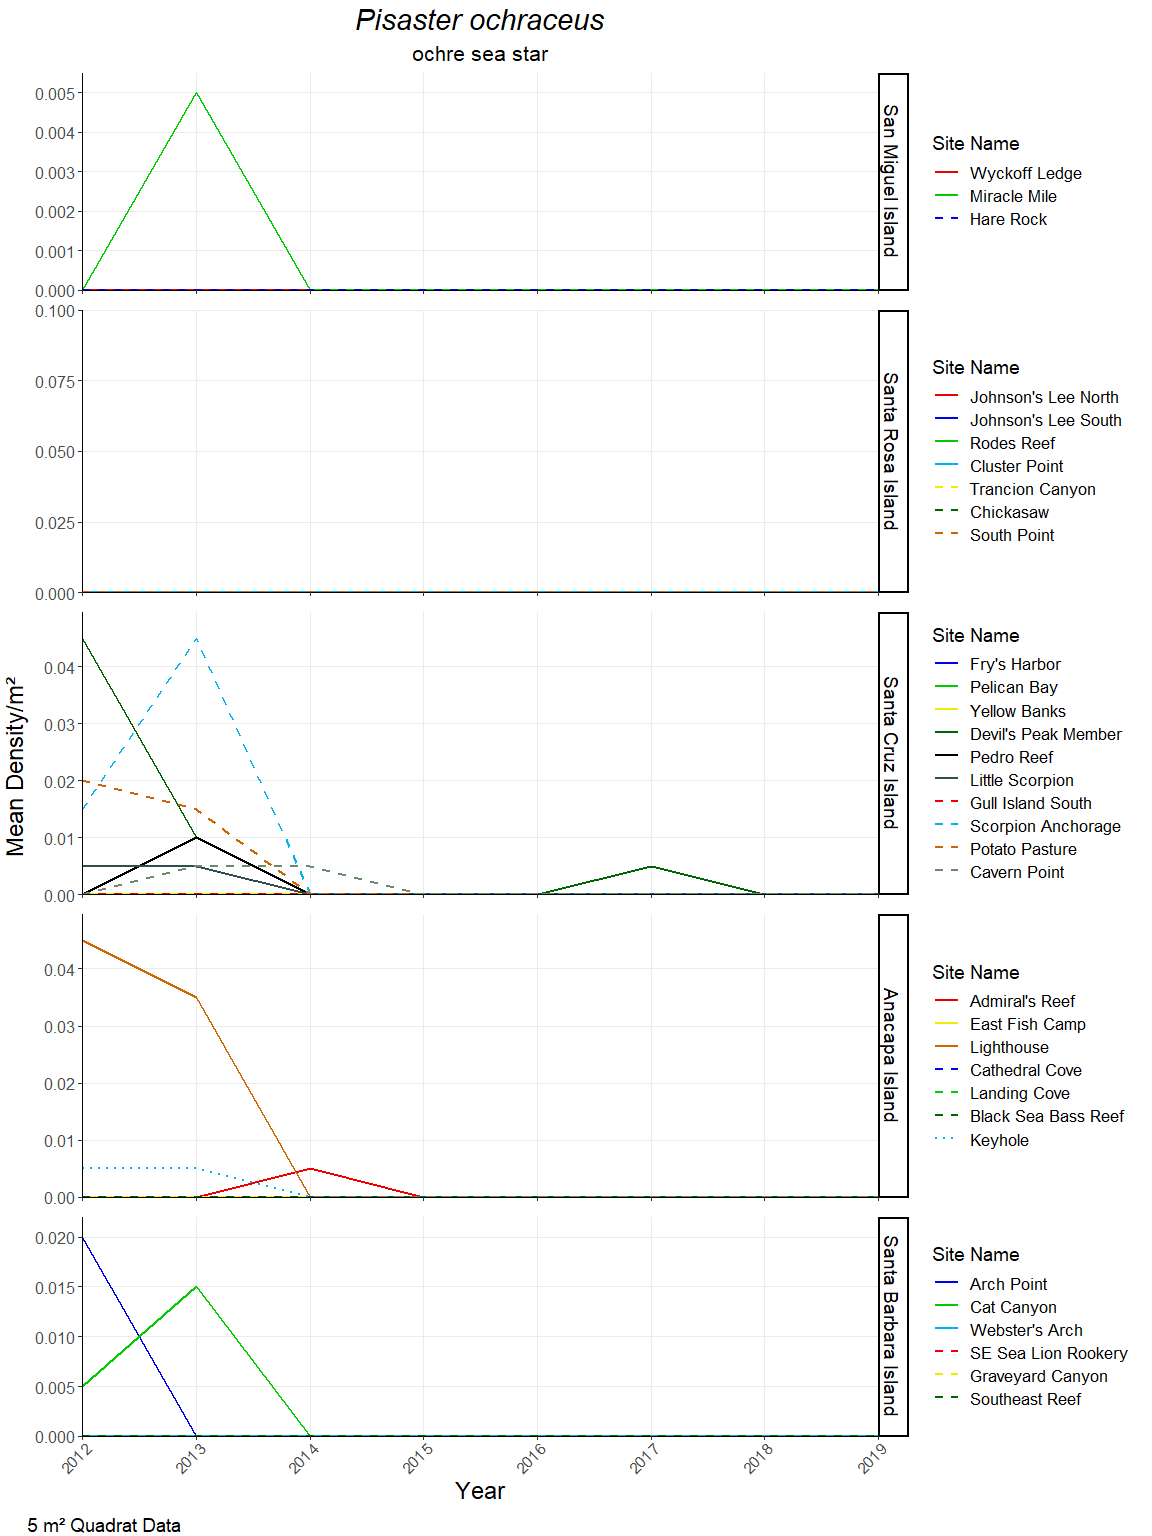 Pisaster ochraceus
ochre sea star
0.005
0.004
0.003
0.002
0.001
0.000
San Miguel Island
Site Name
Wyckoff Ledge
Miracle Mile
Hare Rock
0.100
0.075
0.050
0.025
0.000
Santa Rosa Island
Site Name
Johnson's Lee North
Johnson's Lee South
Rodes Reef
Cluster Point
Trancion Canyon
Chickasaw
South Point
Mean Density/m²
0.04
0.03
0.02
0.01
0.00
Santa Cruz Island
Site Name
Fry's Harbor
Pelican Bay
Yellow Banks
Devil's Peak Member
Pedro Reef
Little Scorpion
Gull Island South
Scorpion Anchorage
Potato Pasture
Cavern Point
0.04
0.03
0.02
0.01
0.00
Anacapa Island
Site Name
Admiral's Reef
East Fish Camp
Lighthouse
Cathedral Cove
Landing Cove
Black Sea Bass Reef
Keyhole
0.020
0.015
0.010
0.005
0.000
Santa Barbara Island
Site Name
Arch Point
Cat Canyon
Webster's Arch
SE Sea Lion Rookery
Graveyard Canyon
Southeast Reef
2012
2013
2014
2015
2016
2017
2018
2019
Year
5 m² Quadrat Data